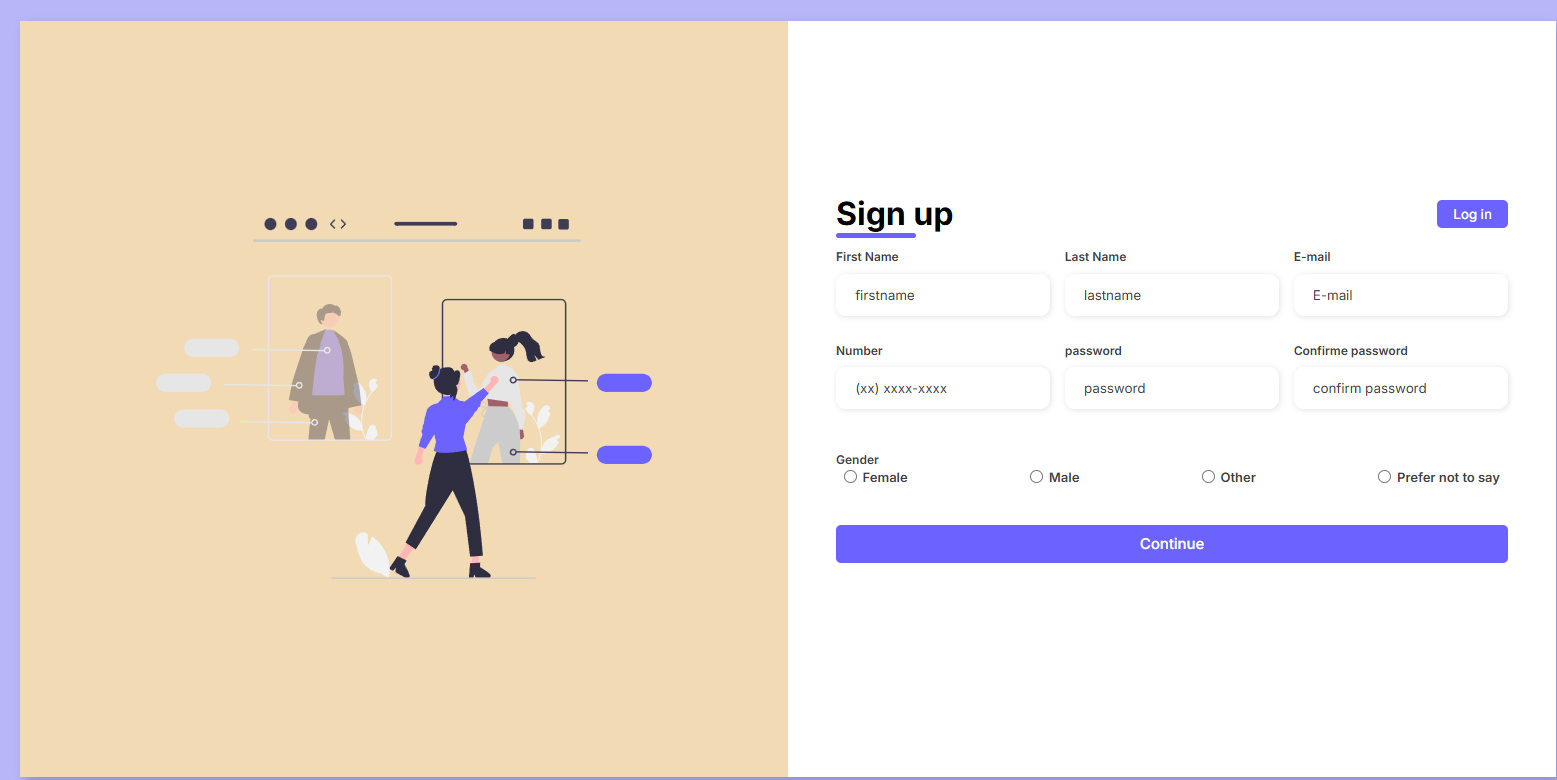 Sign up
Log in
First Name
Last Name
E-mail
firstname
lastname
E-mail
Number
password
Confirme password
(xx) xxxx-xxxx
password
confirm password
Gender
Female
Male
Other
Prefer not to say
Continue